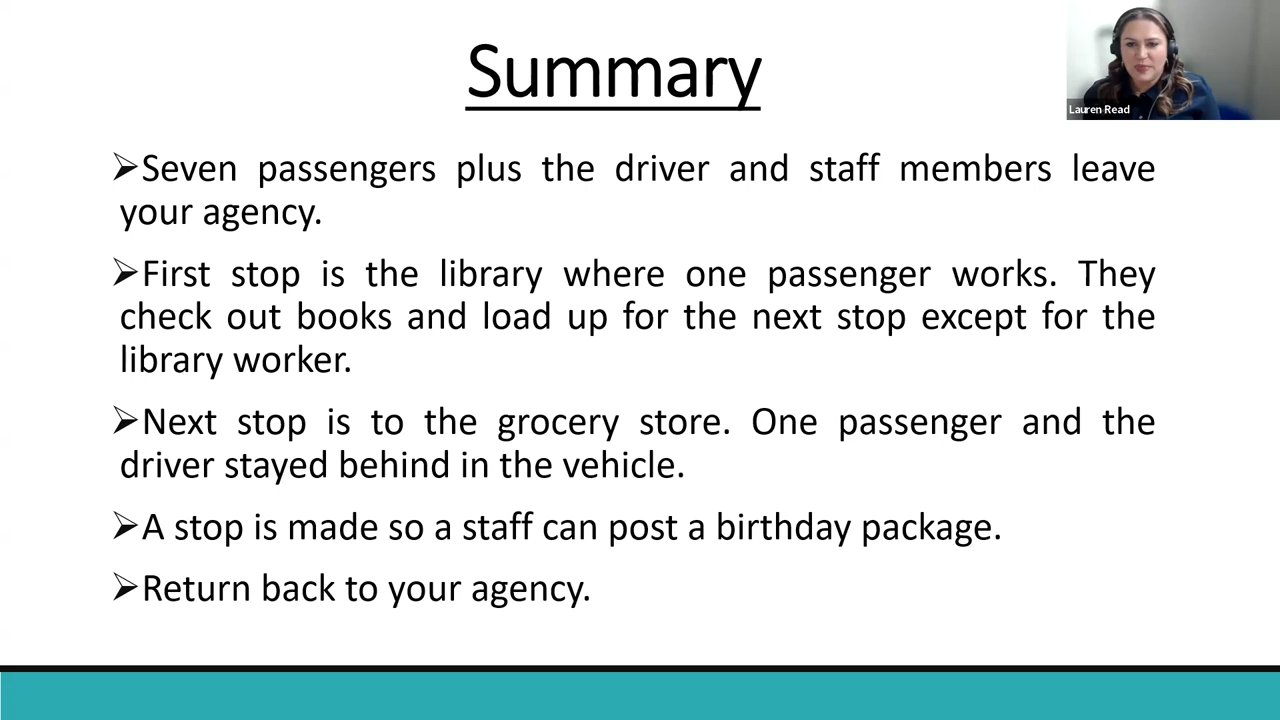 Summary
Lauren Read
➢Seven passengers plus the driver and staff members leave
your agency.
➢First stop is the library where one passenger works. They
check out books and load up for the next stop except for the
library worker.
➢Next stop is to the grocery store. One passenger and the
driver stayed behind in the vehicle.
➢A stop is made so a staff can post a birthday package.
➢Return back to your agency.